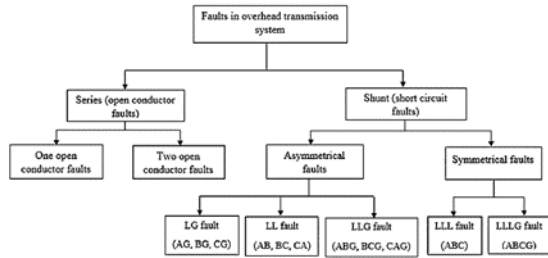 Faults in overhead transmission
system
Series (open conductor
faults)
Shunt (short circuit
faults)
One open
conductor faults
Two open
conductor faults
Asymmetrical
faults
Symmetrical faults
LG fault
(AG, BG, CG)
LL fault
(AB, BC, CA)
LLG fault
(ABG, BCG, CAG)
LLL fault
(ABC)
LLLG fault
(ABCG)